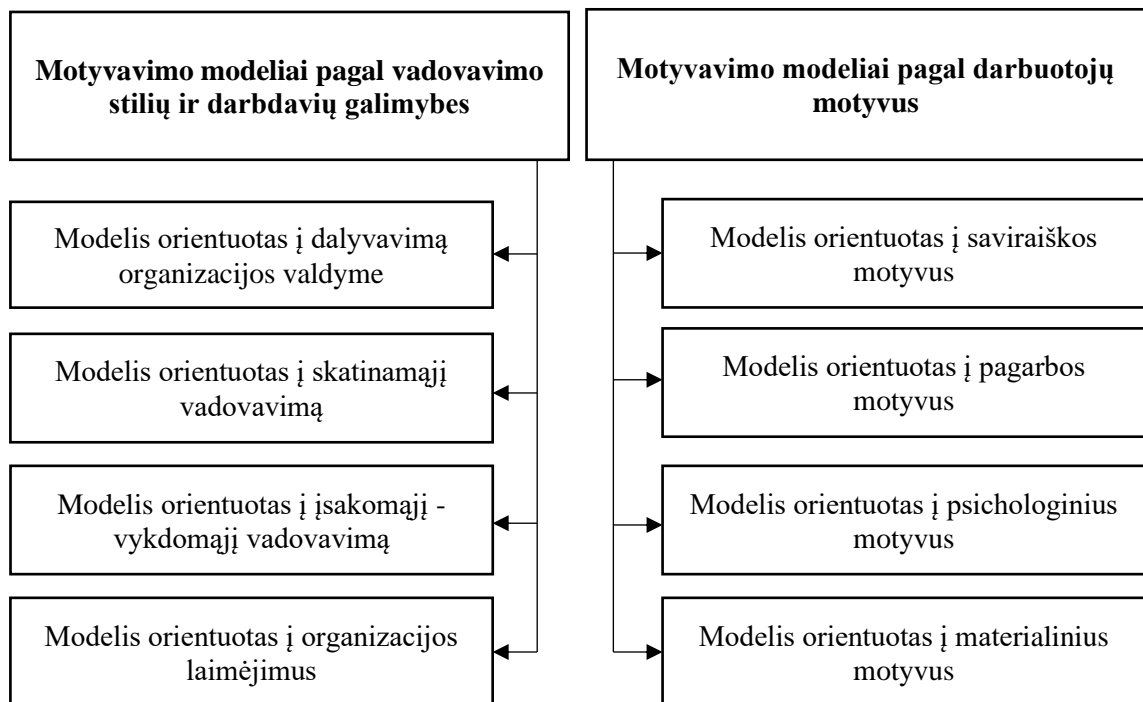 Motyvavimo modeliai pagal vadovavimo
stilių ir darbdavių galimybes
Modelis orientuotas į dalyvavimą
organizacijos valdyme
Modelis orientuotas į skatinamąjį
vadovavimą
Modelis orientuotas į įsakomąjį -
vykdomąjį vadovavimą
Modelis orientuotas į organizacijos
laimėjimus
Motyvavimo modeliai pagal darbuotojų
motyvus
Modelis orientuotas į saviraiškos
motyvus
Modelis orientuotas į pagarbos
motyvus
Modelis orientuotas į psichologinius
motyvus
Modelis orientuotas į materialinius
motyvus